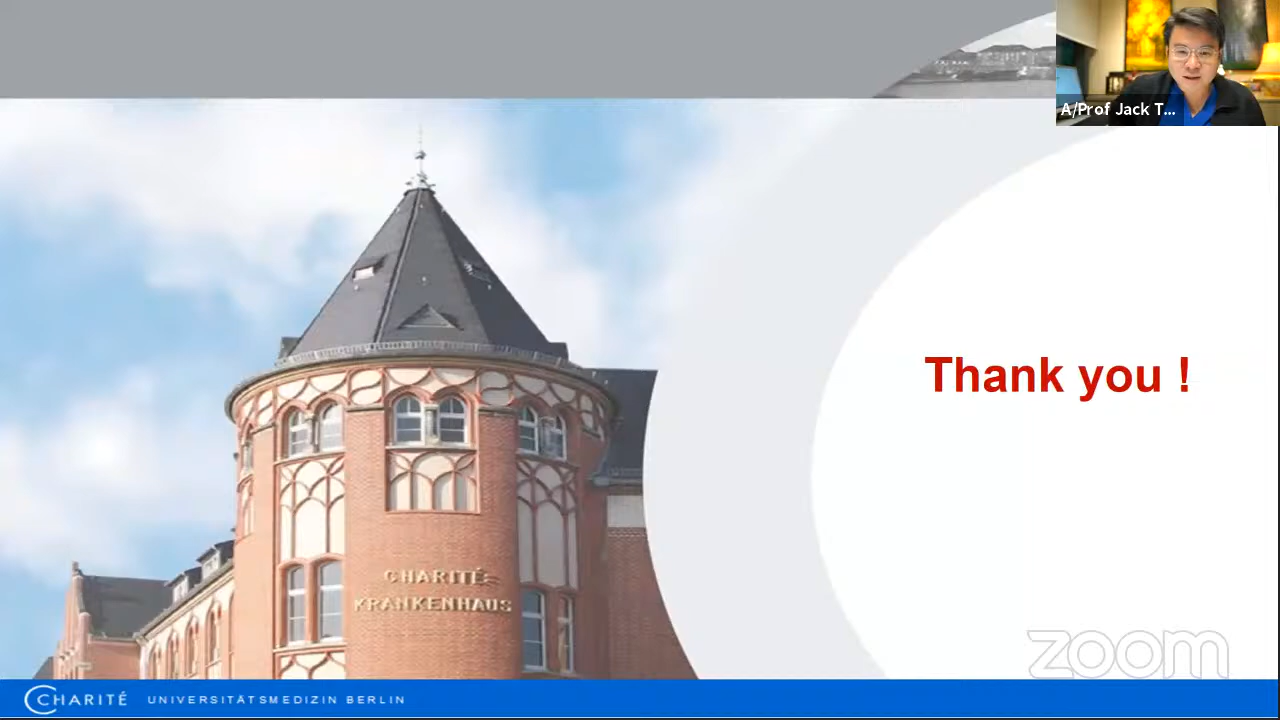 A/Prof Jack T...
Thank you !
CHARITÉ
KRANKENHAUS
zoom
CHARITÉ UNIVERSITÄTSMEDIZIN BERLIN